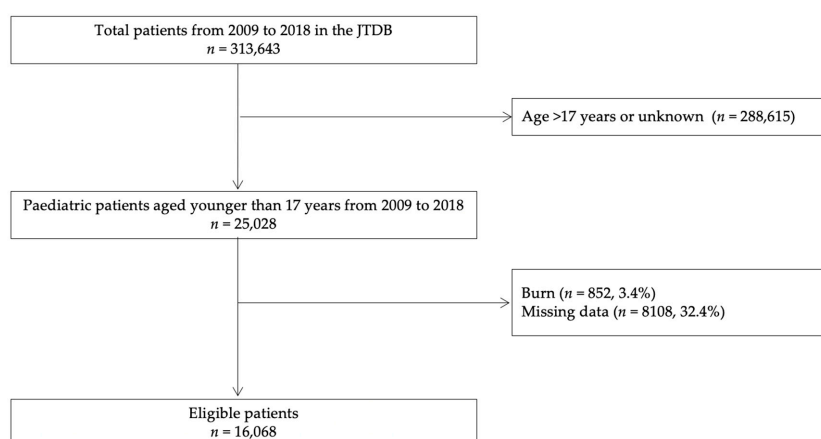 Total patients from 2009 to 2018 in the JTDB
n = 313,643
Age >17 years or unknown (n = 288,615)
Paediatric patients aged younger than 17 years from 2009 to 2018
n = 25,028
Burn (n = 852, 3.4%)
Missing data (n = 8108, 32.4%)
Eligible patients
n = 16,068